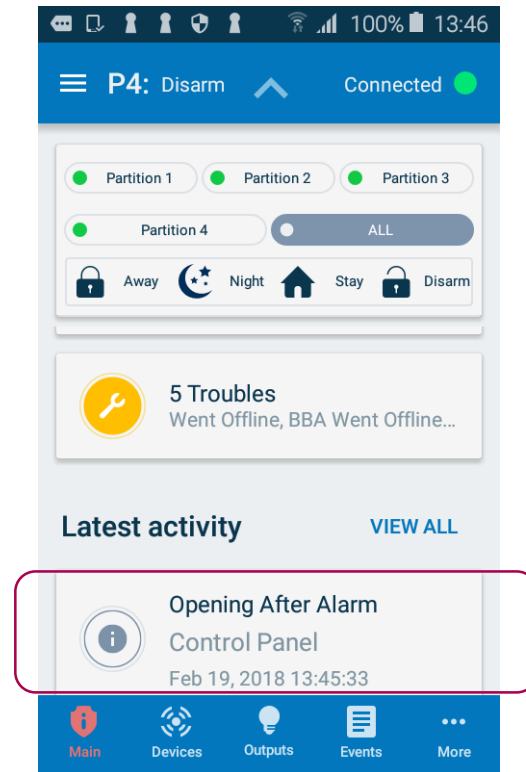 100% 13:46
P4: Disarm Connected
Partition 1 Partition 2 Partition 3
Partition 4 ALL
Away Night Stay Disarm
5 Troubles
Went Offline, BBA Went Offline...
Latest activity VIEW ALL
Opening After Alarm
Control Panel
Feb 19, 2018 13:45:33
Main Devices Outputs Events More